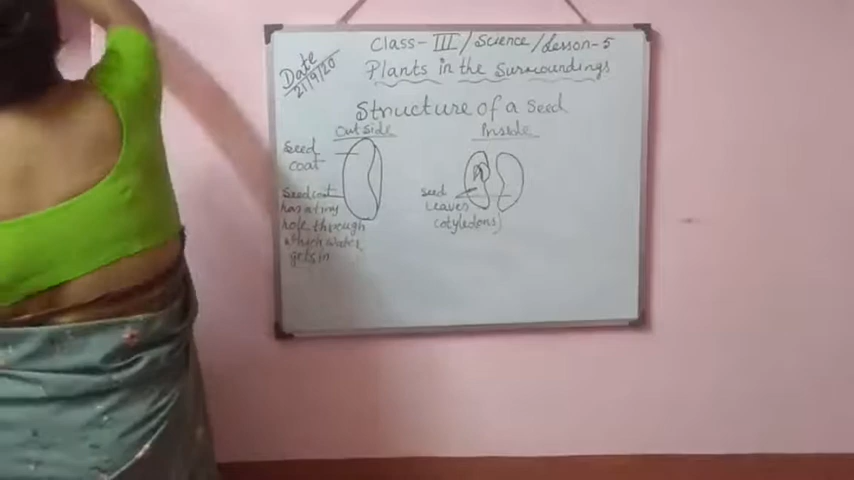 Date
21/9/20
Class - III / Science / Lesson - 5
Plants in the Surroundings
Structure of a Seed
Outside
Inside
Seed
coat
Seed coat
has a tiny
hole through
which water
gets in
seed
leaves
cotyledons)